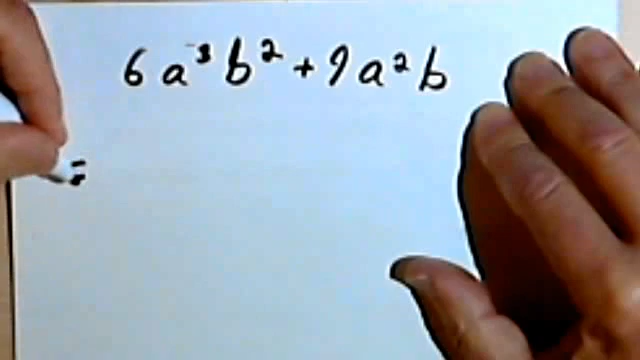 6a³b² + 9a²b
=